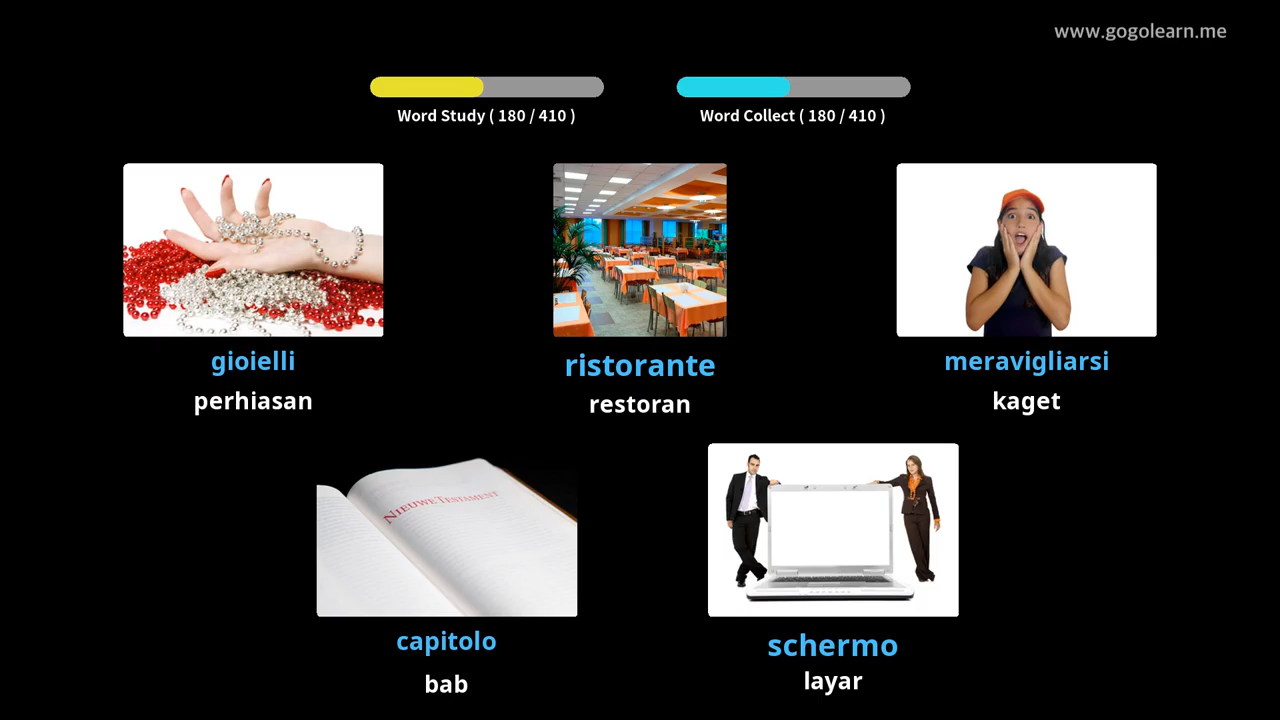 www.gogolearn.me
Word Study ( 180 / 410 )
Word Collect ( 180 / 410 )
gioielli
perhiasan
ristorante
restoran
meravigliarsi
kaget
NIEUWE TESTAMENT
capitolo
bab
schermo
layar